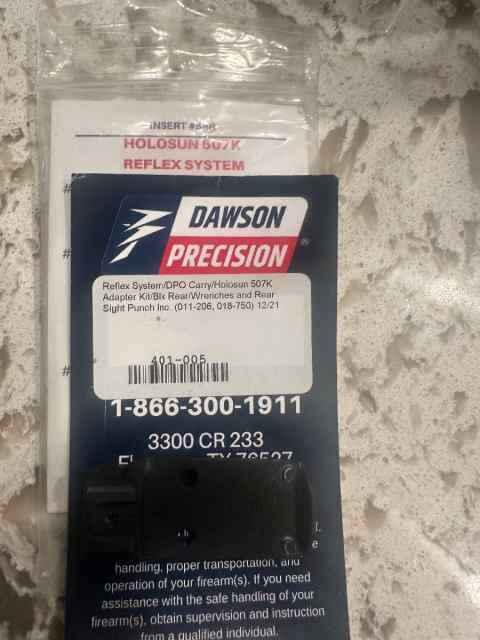 INSERT
HOLOSUN 507K
REFLEX SYSTEM
DAWSON
PRECISION
®
Reflex System/DPO Carry/Holosun 507K
Adapter Kit/Blx Rear/Wrenches and Rear
Sight Punch Inc. (011-206, 018-750) 12/21
401-005
1-866-300-1911
3300 CR 233
TX 76527
handling, proper transportation, and
operation of your firearm(s). If you need
assistance with the safe handling of your
firearm(s), obtain supervision and instruction
from a qualified individual.